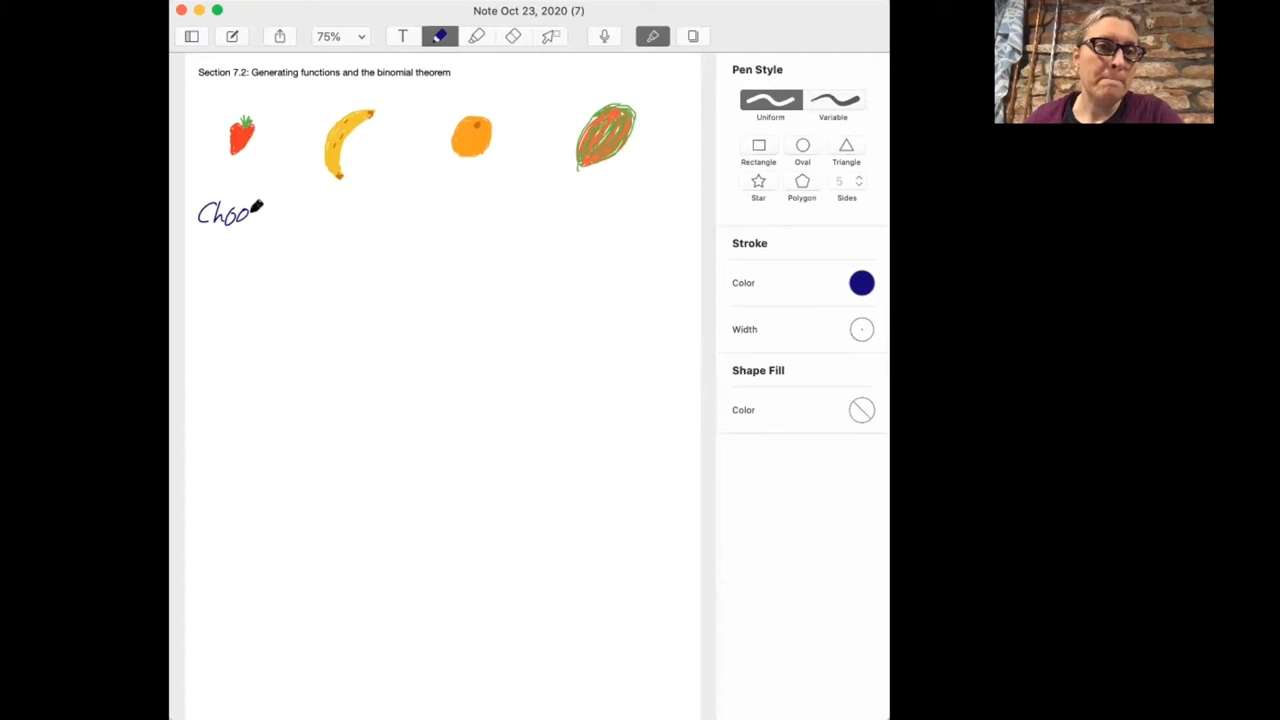 Note Oct 23, 2020 (7)
75%
T
Section 7.2: Generating functions and the binomial theorem
Choo
Pen Style
Uniform
Variable
Rectangle
Oval
Triangle
5
Star
Polygon
Sides
Stroke
Color
Width
Shape Fill
Color